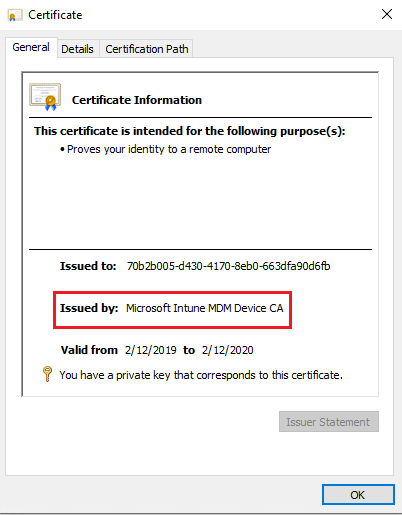 Certificate
General Details Certification Path
Certificate Information
This certificate is intended for the following purpose(s):
• Proves your identity to a remote computer
Issued to: 70b2b005-d430-4170-8eb0-663dfa90d6fb
Issued by: Microsoft Intune MDM Device CA
Valid from 2/12/2019 to 2/12/2020
You have a private key that corresponds to this certificate.
Issuer Statement
OK